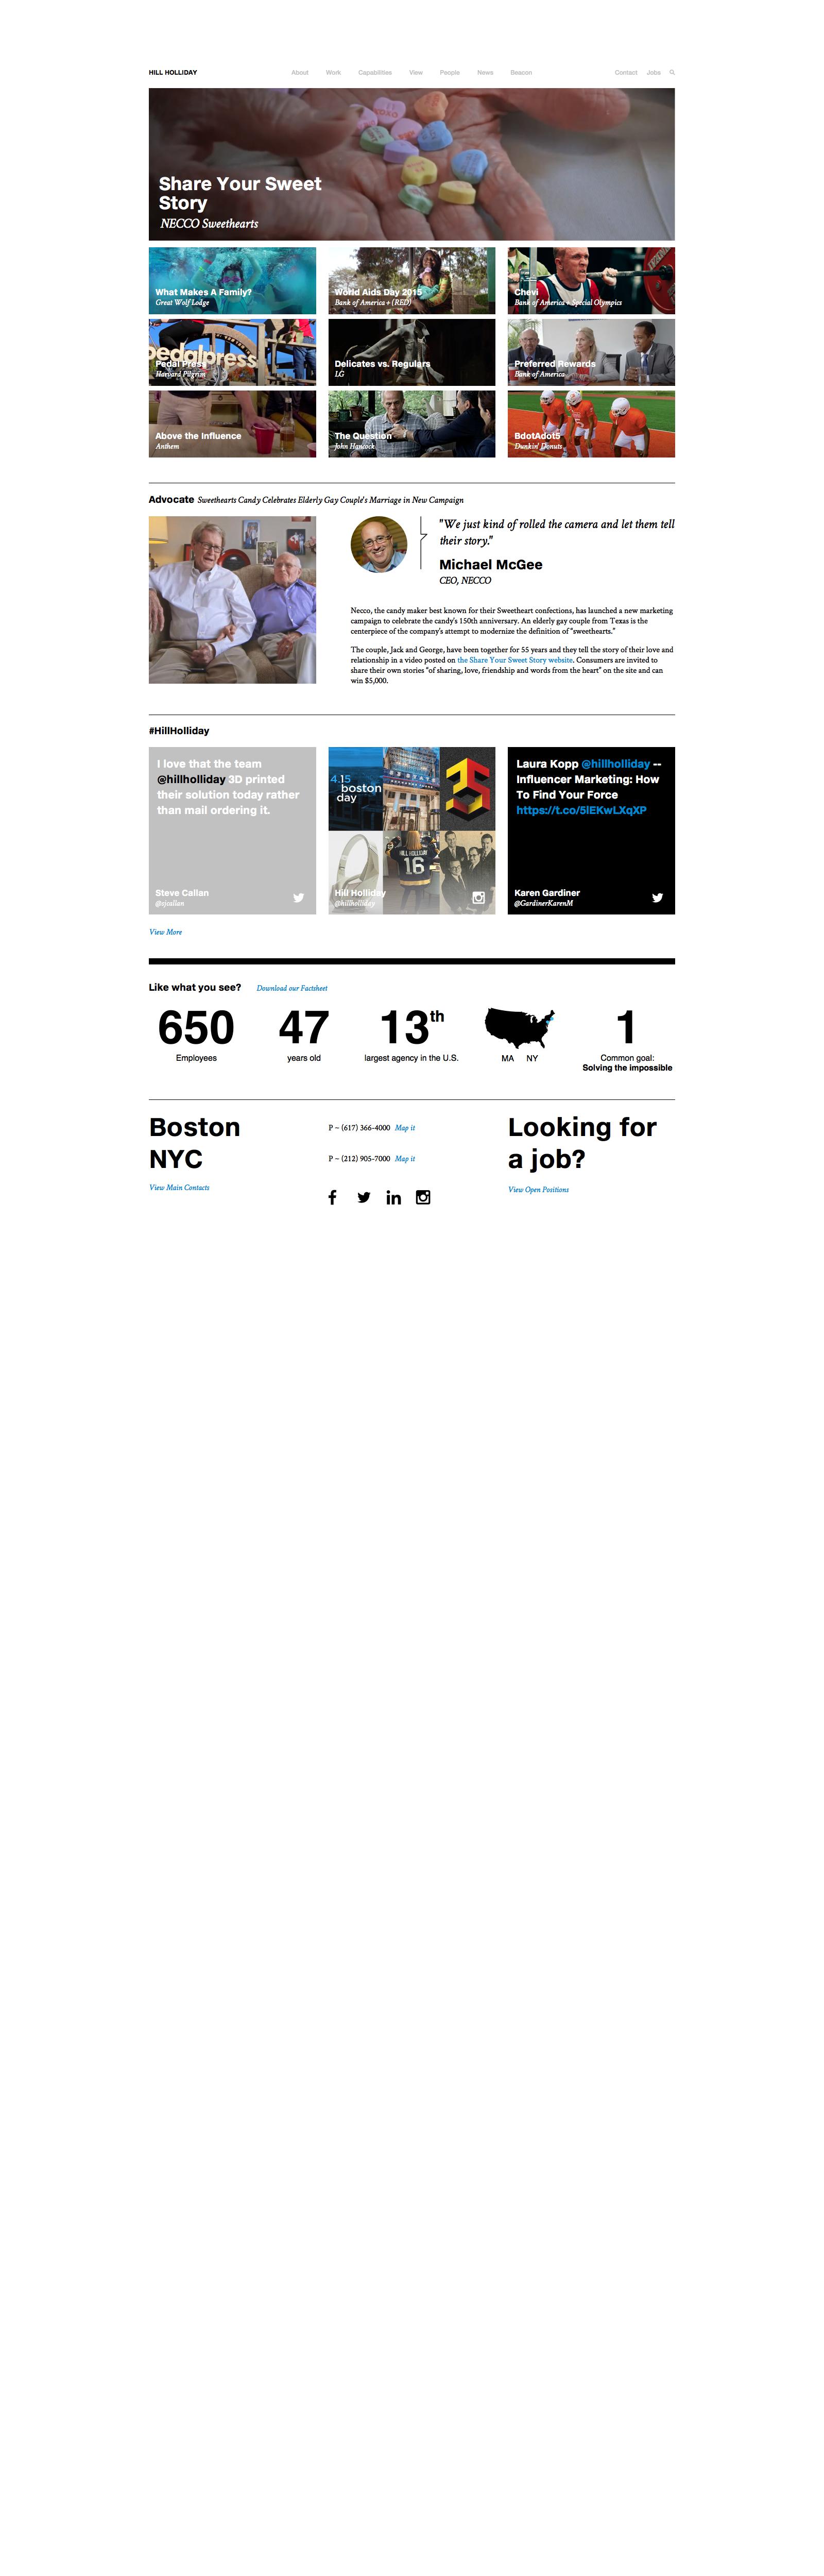 HILL HOLLIDAY
About Work Capabilities View People News Beacon
Contact Jobs
XOXO
Share Your Sweet
Story
NECCO Sweethearts
What Makes A Family?
Great Wolf Lodge
World Aids Day 2015
Bank of America + (RED)
Chevi
Bank of America + Special Olympics
pedalpress
Pedal Press
Harvard Pilgrim
Delicates vs. Regulars
LG
Preferred Rewards
Bank of America
Above the Influence
Anthem
The Question
John Hancock
BdotAdot5
Dunkin' Donuts
Advocate Sweethearts Candy Celebrates Elderly Gay Couple's Marriage in New Campaign
"We just kind of rolled the camera and let them tell
their story."
Michael McGee
CEO, NECCO
Necco, the candy maker best known for their Sweetheart confections, has launched a new marketing
campaign to celebrate the candy's 150th anniversary. An elderly gay couple from Texas is the
centerpiece of the company's attempt to modernize the definition of "sweethearts."
The couple, Jack and George, have been together for 55 years and they tell the story of their love and
relationship in a video posted on the Share Your Sweet Story website. Consumers are invited to
share their own stories "of sharing, love, friendship and words from the heart" on the site and can
win $5,000.
#HillHolliday
I love that the team
@hillholliday 3D printed
their solution today rather
than mail ordering it.
Steve Callan
@sjcallan
4.15
boston
day
HILL HOLLIDAY
16
Hill Holliday
@hillholliday
Laura Kopp @hillholliday --
Influencer Marketing: How
To Find Your Force
https://t.co/5lEKwLXqXP
Karen Gardiner
@GardinerKarenM
View More
Like what you see? Download our Factsheet
650
Employees
47
years old
13th
largest agency in the U.S.
MA NY
1
Common goal:
Solving the impossible
Boston
NYC
View Main Contacts
P ~ (617) 366-4000 Map it
P ~ (212) 905-7000 Map it
Looking for
a job?
View Open Positions